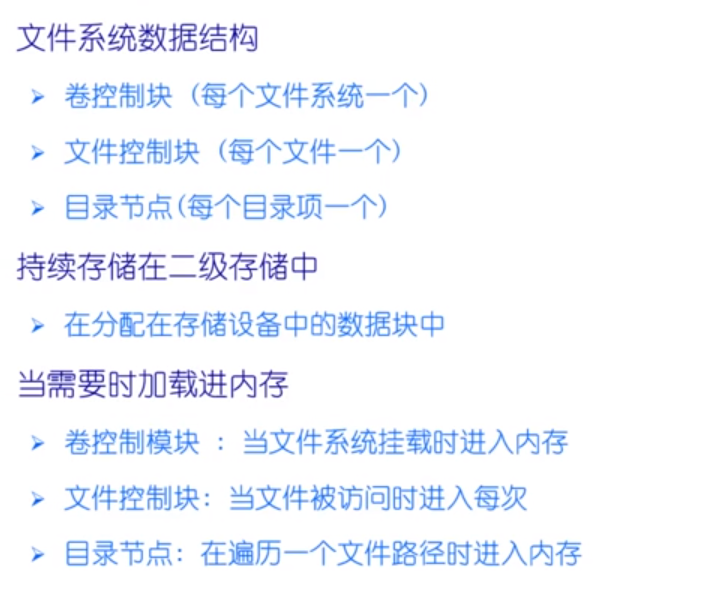 文件系统数据结构
➢ 卷控制块（每个文件系统一个）
➢ 文件控制块（每个文件一个）
➢ 目录节点(每个目录项一个)
持续存储在二级存储中
➢ 在分配在存储设备中的数据块中
当需要时加载进内存
➢ 卷控制模块 ：当文件系统挂载时进入内存
➢ 文件控制块：当文件被访问时进入每次
➢ 目录节点：在遍历一个文件路径时进入内存